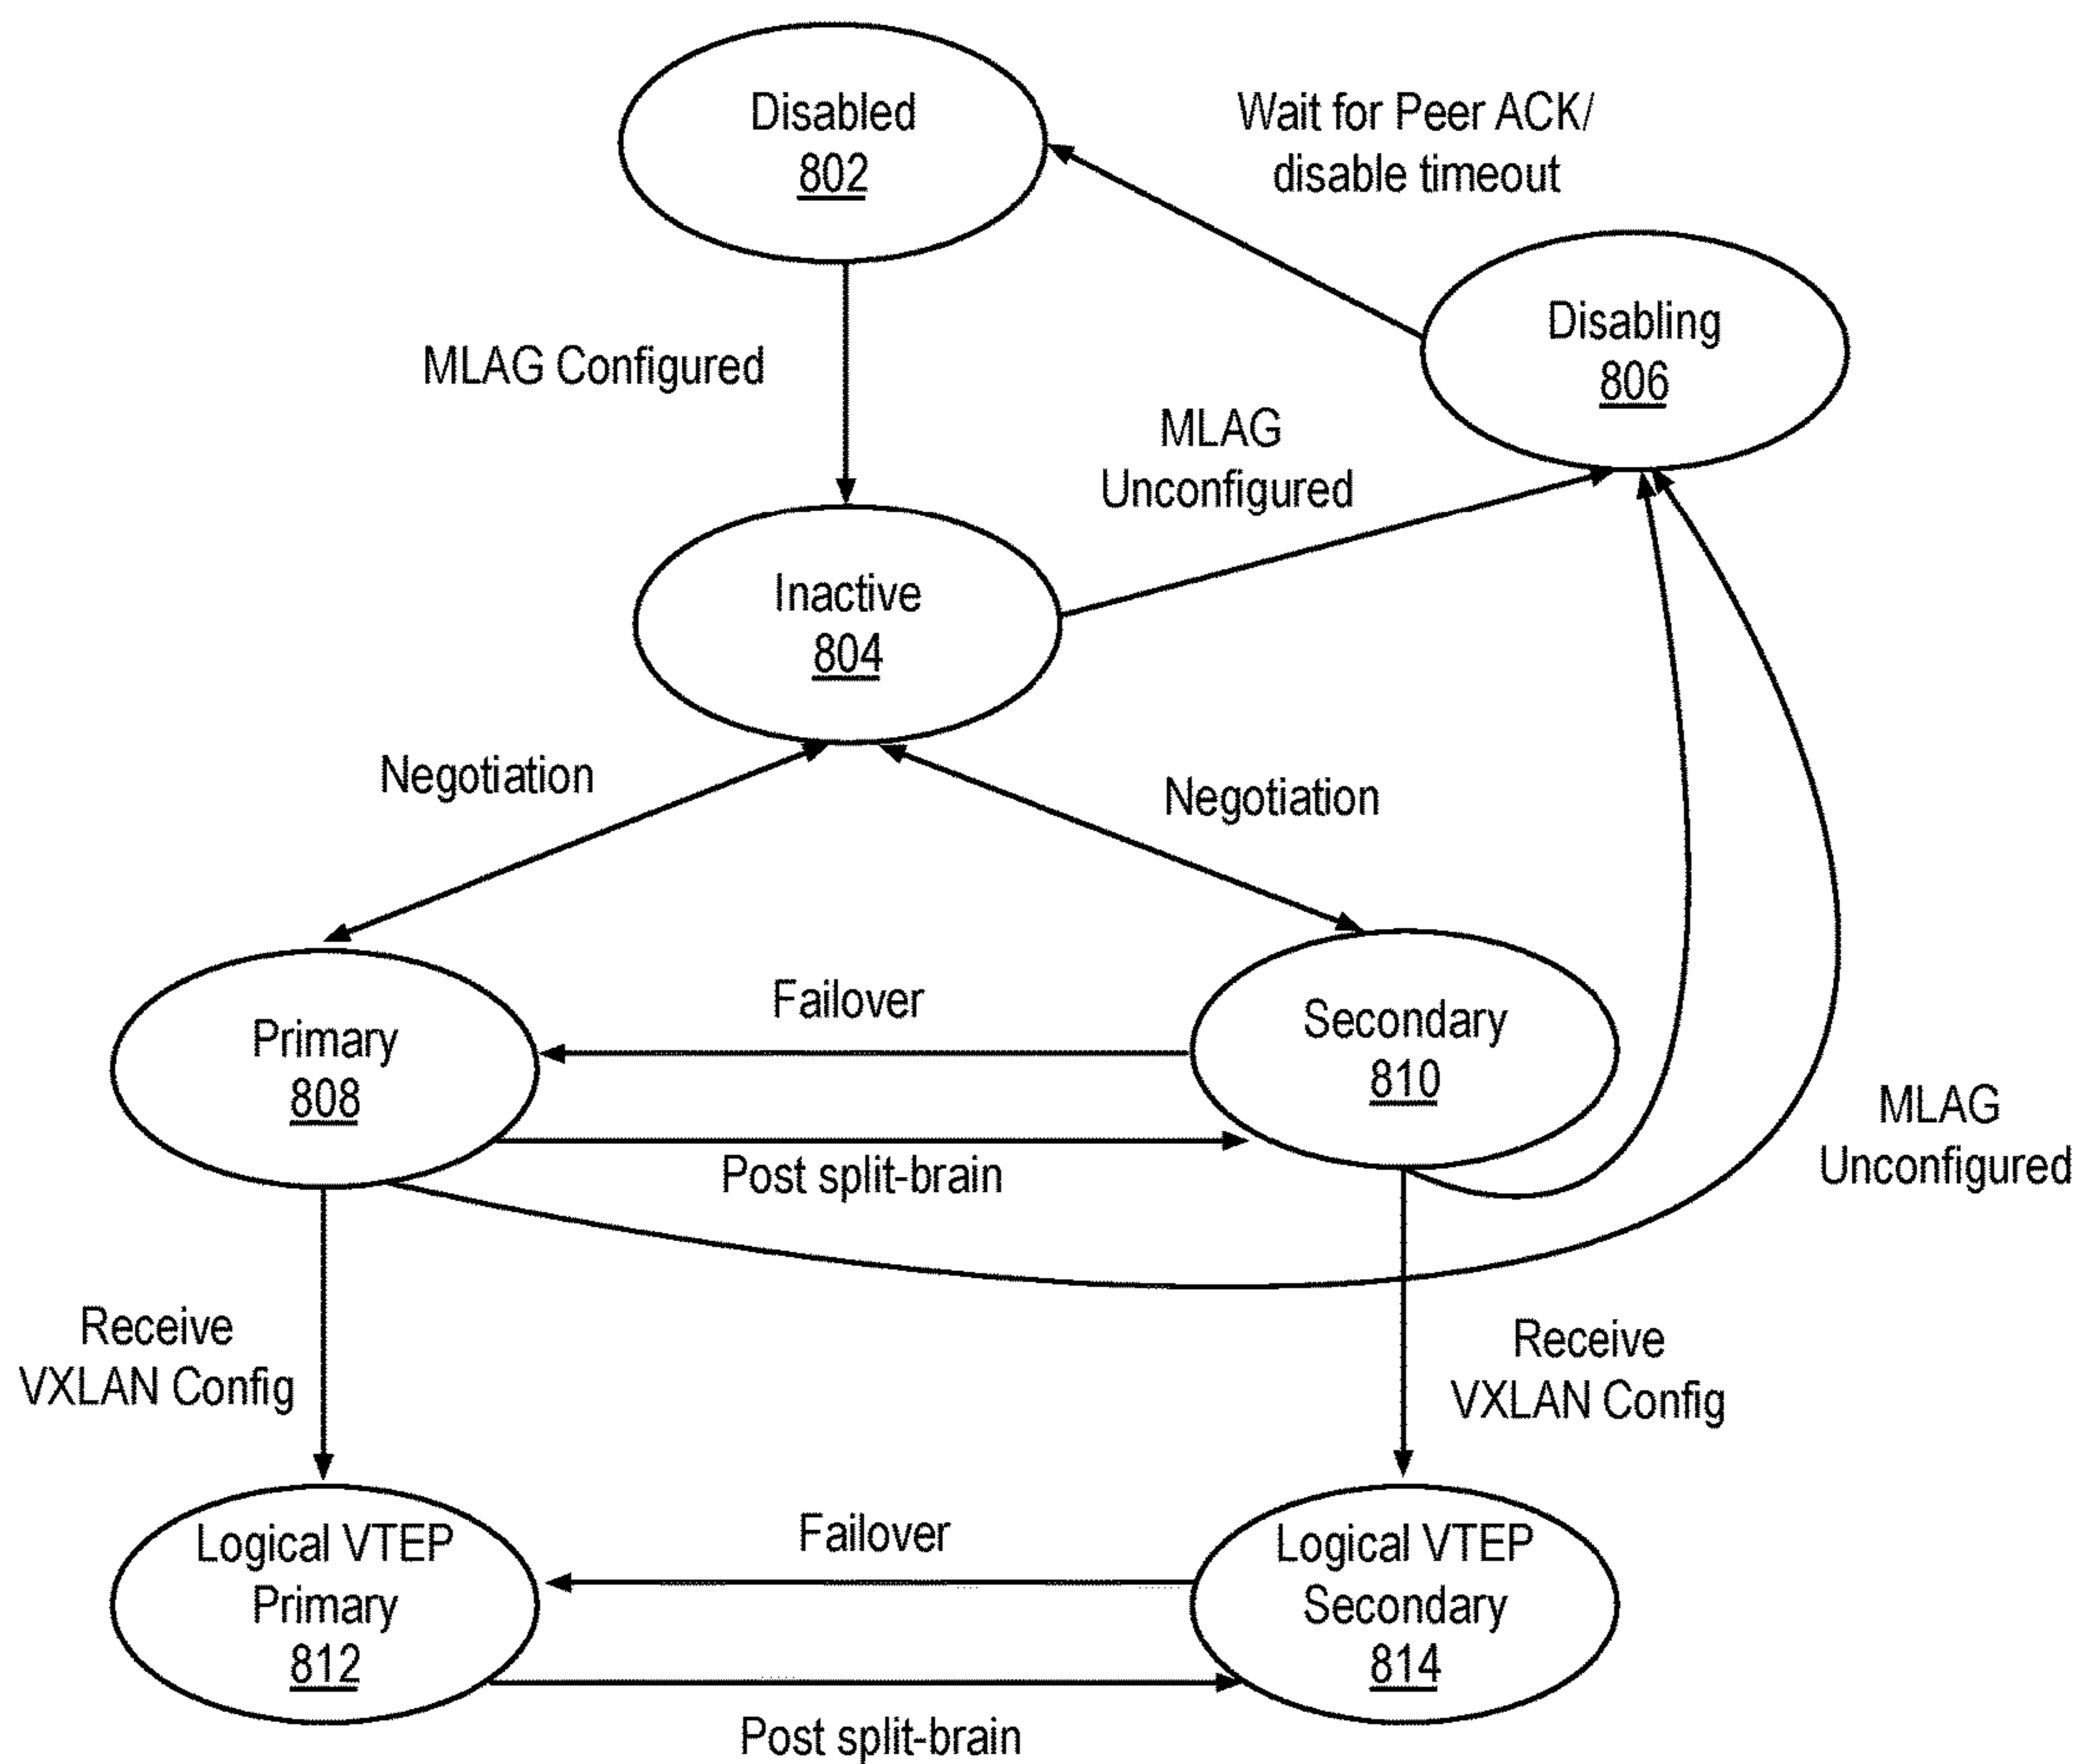 Disabled
802
Wait for Peer ACK/
disable timeout
Disabling
806
MLAG Configured
MLAG
Unconfigured
Inactive
804
Negotiation
Negotiation
Primary
808
Failover
Secondary
810
Post split-brain
MLAG
Unconfigured
Receive
VXLAN Config
Receive
VXLAN Config
Logical VTEP
Primary
812
Failover
Logical VTEP
Secondary
814
Post split-brain